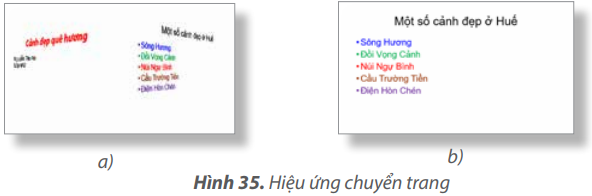 Cảnh đẹp quê hương
Một số cảnh đẹp ở Huế
•Sông Hương
•Đồi Vọng Cảnh
•Núi Ngự Bình
•Cầu Trường Tiền
•Điện Hòn Chén
a)
Một số cảnh đẹp ở Huế
•Sông Hương
•Đồi Vọng Cảnh
•Núi Ngự Bình
•Cầu Trường Tiền
•Điện Hòn Chén
b)
Hình 35. Hiệu ứng chuyển trang